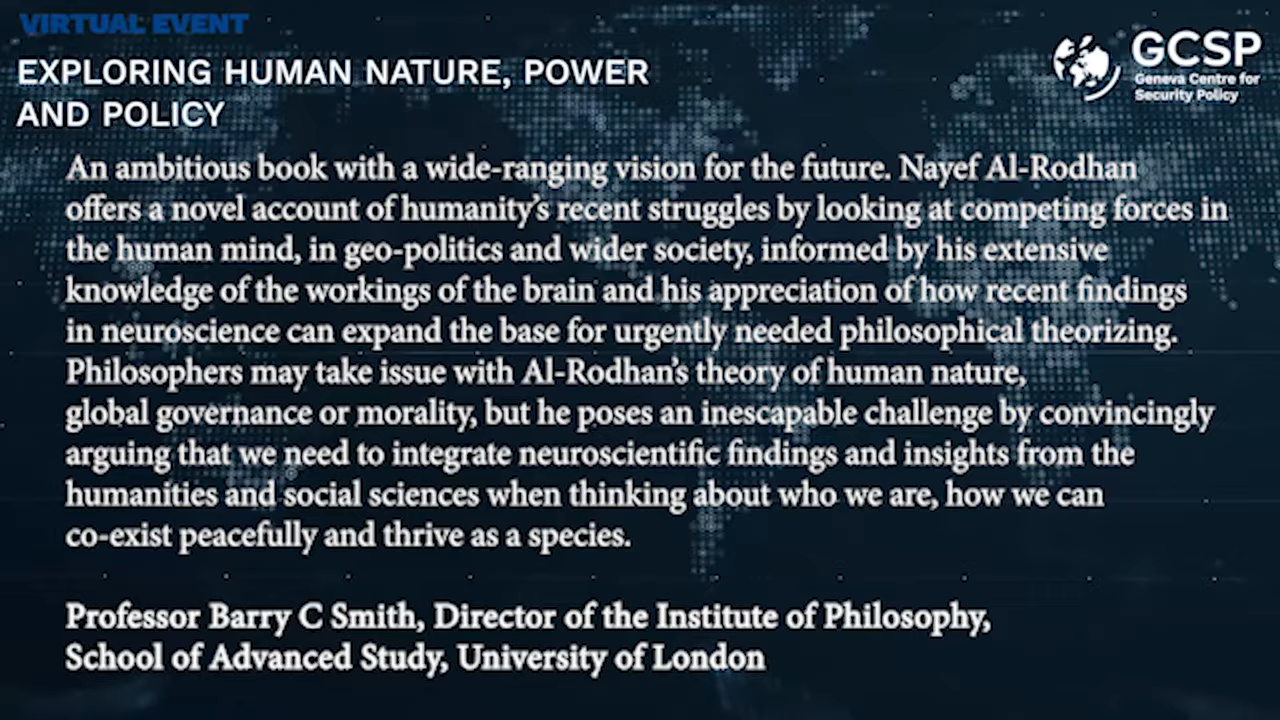 VIRTUAL EVENT
EXPLORING HUMAN NATURE, POWER
AND POLICY
GCSP
Geneva Centre for
Security Policy
An ambitious book with a wide-ranging vision for the future. Nayef Al-Rodhan
offers a novel account of humanity’s recent struggles by looking at competing forces in
the human mind, in geo-politics and wider society, informed by his extensive
knowledge of the workings of the brain and his appreciation of how recent findings
in neuroscience can expand the base for urgently needed philosophical theorizing.
Philosophers may take issue with Al-Rodhan’s theory of human nature,
global governance or morality, but he poses an inescapable challenge by convincingly
arguing that we need to integrate neuroscientific findings and insights from the
humanities and social sciences when thinking about who we are, how we can
co-exist peacefully and thrive as a species.
Professor Barry C Smith, Director of the Institute of Philosophy,
School of Advanced Study, University of London